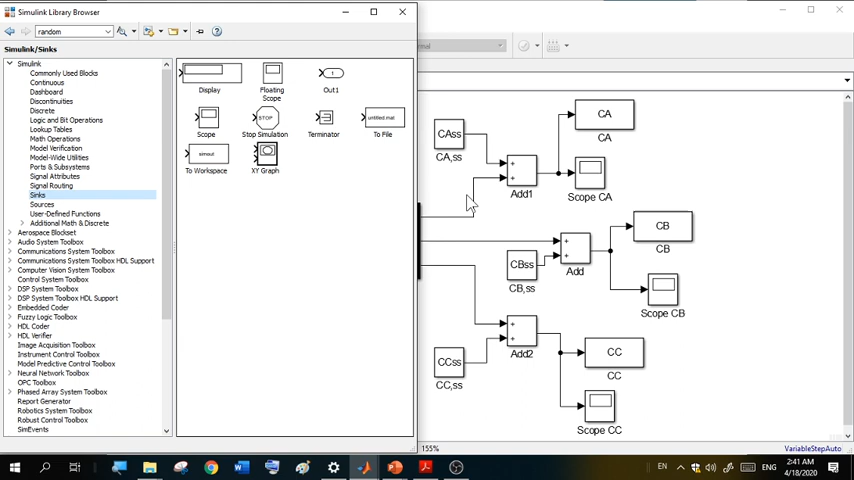 Simulink Library Browser
random
Simulink/Sinks
Simulink
Commonly Used Blocks
Continuous
Dashboard
Discontinuities
Discrete
Logic and Bit Operations
Lookup Tables
Math Operations
Model Verification
Model-Wide Utilities
Ports & Subsystems
Signal Attributes
Signal Routing
Sinks
Sources
User-Defined Functions
Additional Math & Discrete
Aerospace Blockset
Audio System Toolbox
Communications System Toolbox
Communications System Toolbox HDL Support
Computer Vision System Toolbox
Control System Toolbox
DSP System Toolbox
DSP System Toolbox HDL Support
Embedded Coder
Fuzzy Logic Toolbox
HDL Coder
HDL Verifier
Image Acquisition Toolbox
Instrument Control Toolbox
Model Predictive Control Toolbox
Neural Network Toolbox
OPC Toolbox
Phased Array System Toolbox
Report Generator
Robotics System Toolbox
Robust Control Toolbox
SimEvents
Display
Floating
Scope
1
Out1
Scope
STOP
Stop Simulation
Terminator
untitled.mat
To File
simout
To Workspace
XY Graph
mal
CAss
CA,ss
Add1
CA
CA
Scope CA
CBss
CB,ss
Add
CB
CB
Scope CB
CCss
CC,ss
Add2
CC
CC
Scope CC
155%
VariableStepAuto
EN
ENG
2:41 AM
4/18/2020